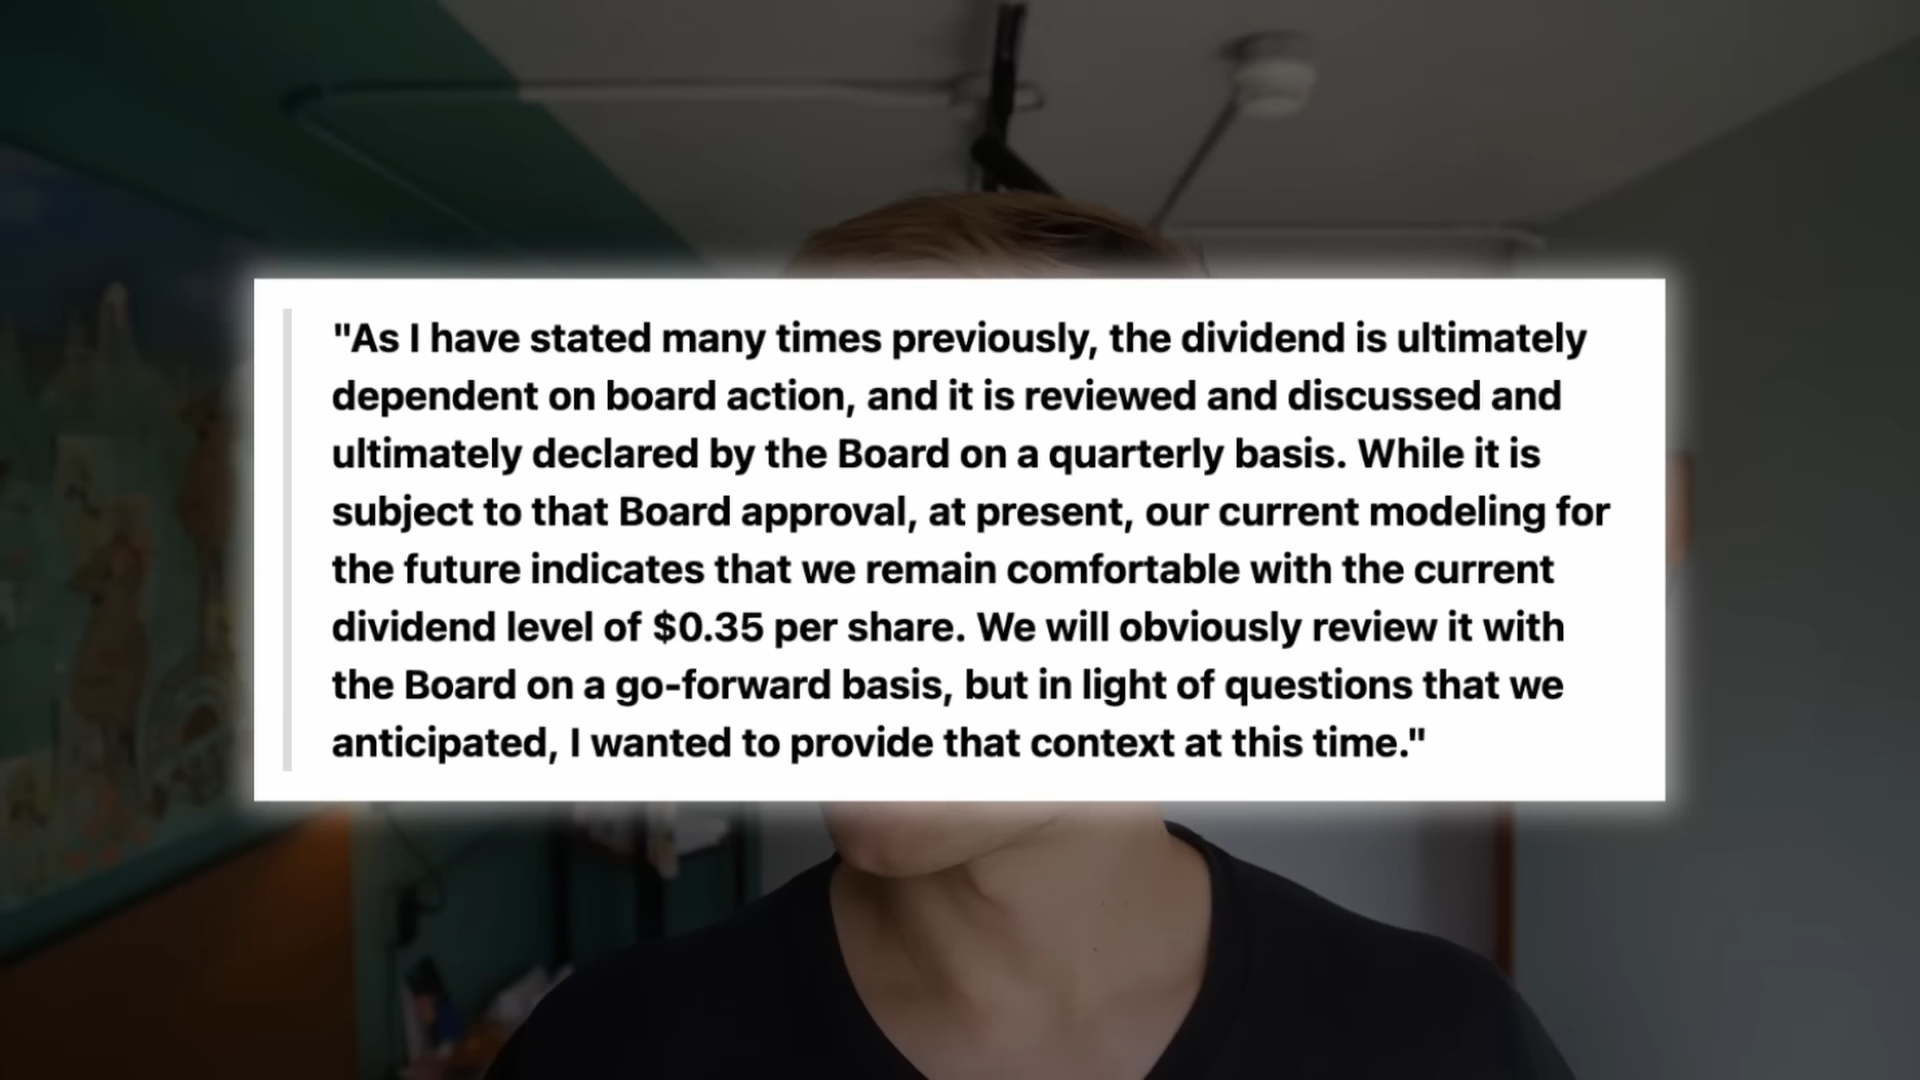 "As I have stated many times previously, the dividend is ultimately
dependent on board action, and it is reviewed and discussed and
ultimately declared by the Board on a quarterly basis. While it is
subject to that Board approval, at present, our current modeling for
the future indicates that we remain comfortable with the current
dividend level of $0.35 per share. We will obviously review it with
the Board on a go-forward basis, but in light of questions that we
anticipated, I wanted to provide that context at this time."